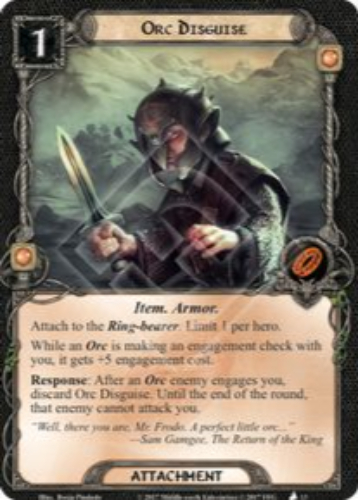 1
Orc Disguise
Item. Armor.
Attach to the Ring-bearer. Limit 1 per hero.
While an Orc is making an engagement check with
you, it gets +5 engagement cost.
Response: After an Orc enemy engages you,
discard Orc Disguise. Until the end of the round,
that enemy cannot attack you.
"Well, there you are, Mr. Frodo. A perfect little orc..."
—Sam Gamgee, The Return of the King
ATTACHMENT